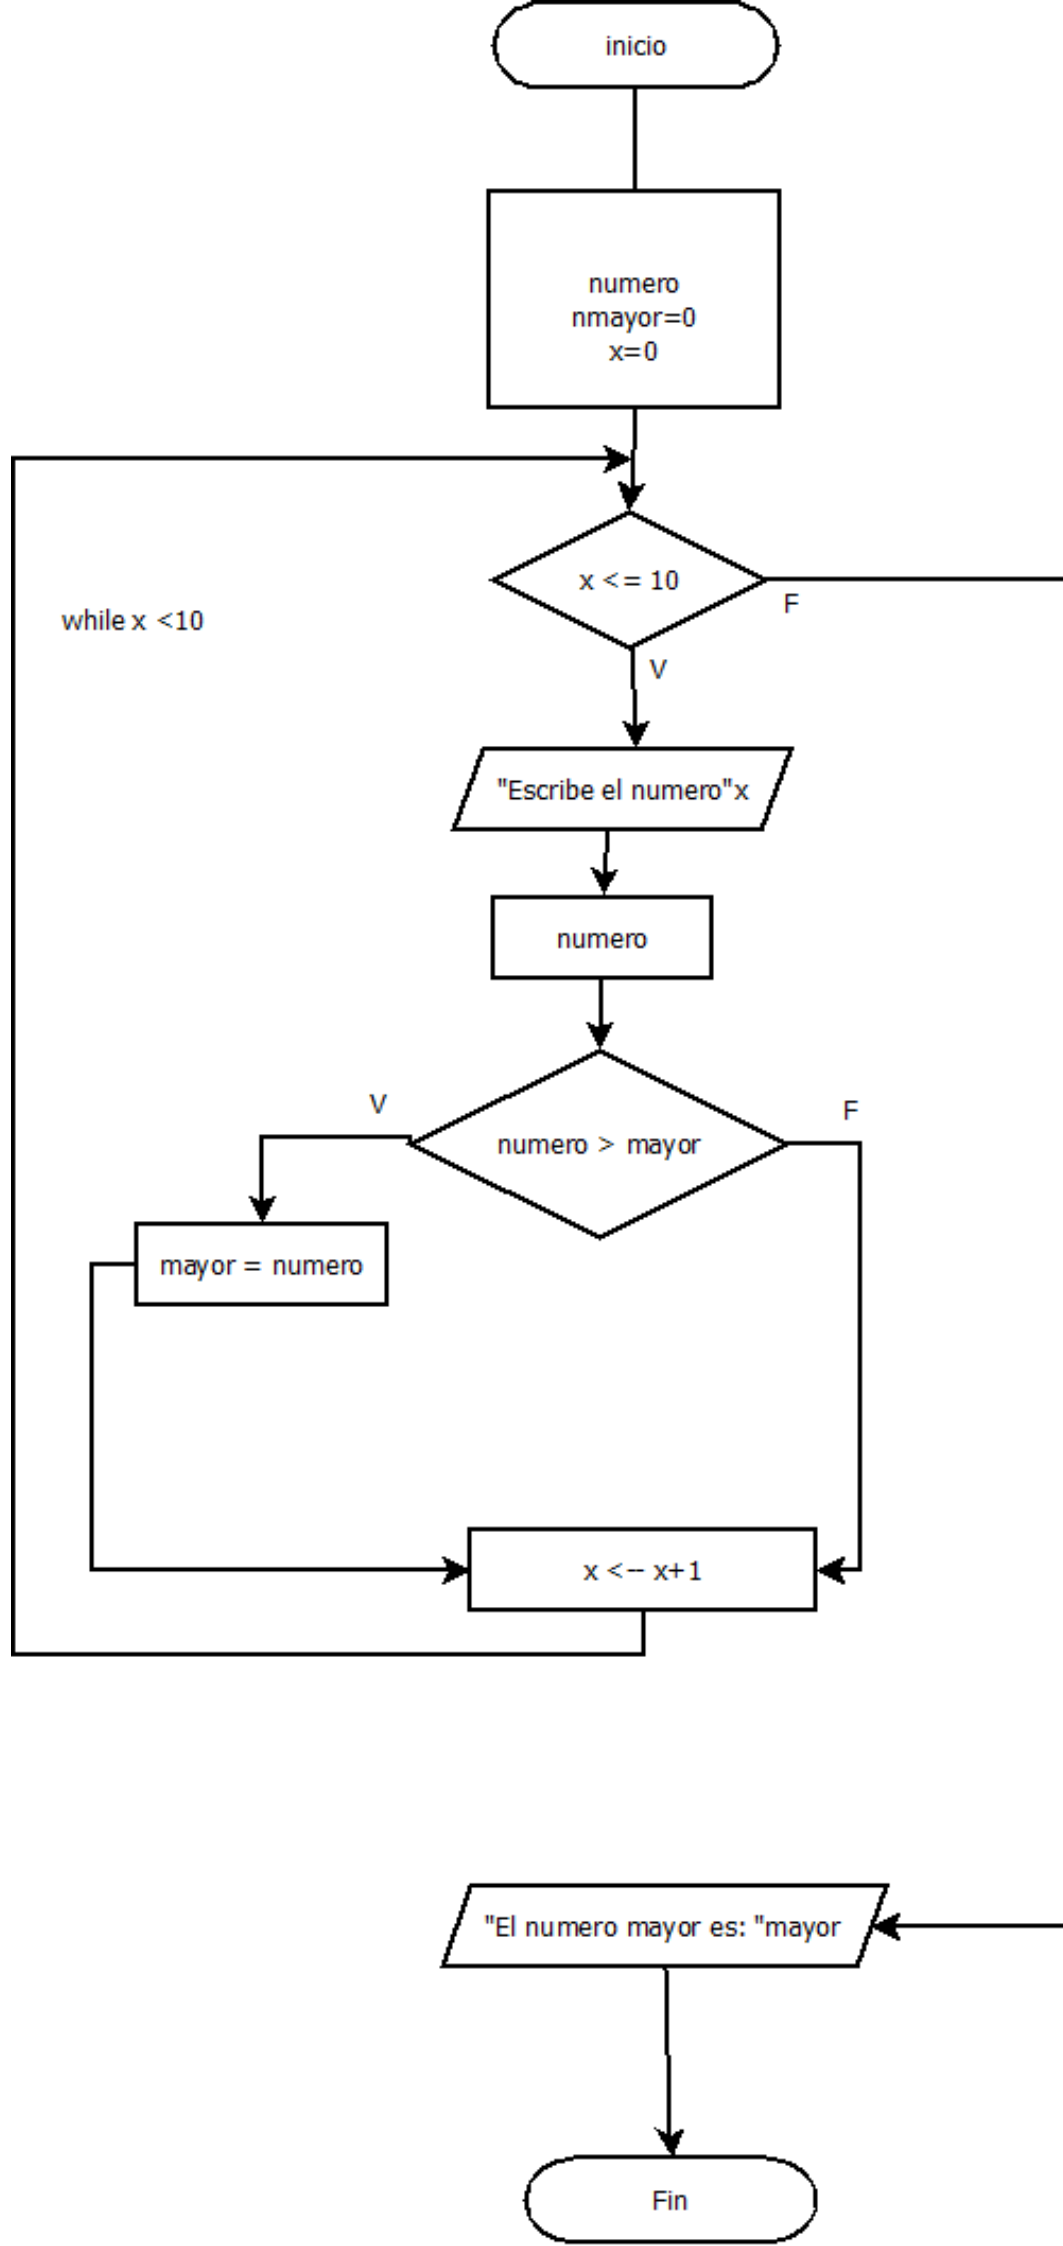 inicio
numero
nmayor=0
x=0
x <= 10
F
while x <10
V
"Escribe el numero"x
numero
V
F
numero > mayor
mayor = numero
x <-- x+1
"El numero mayor es: "mayor
Fin